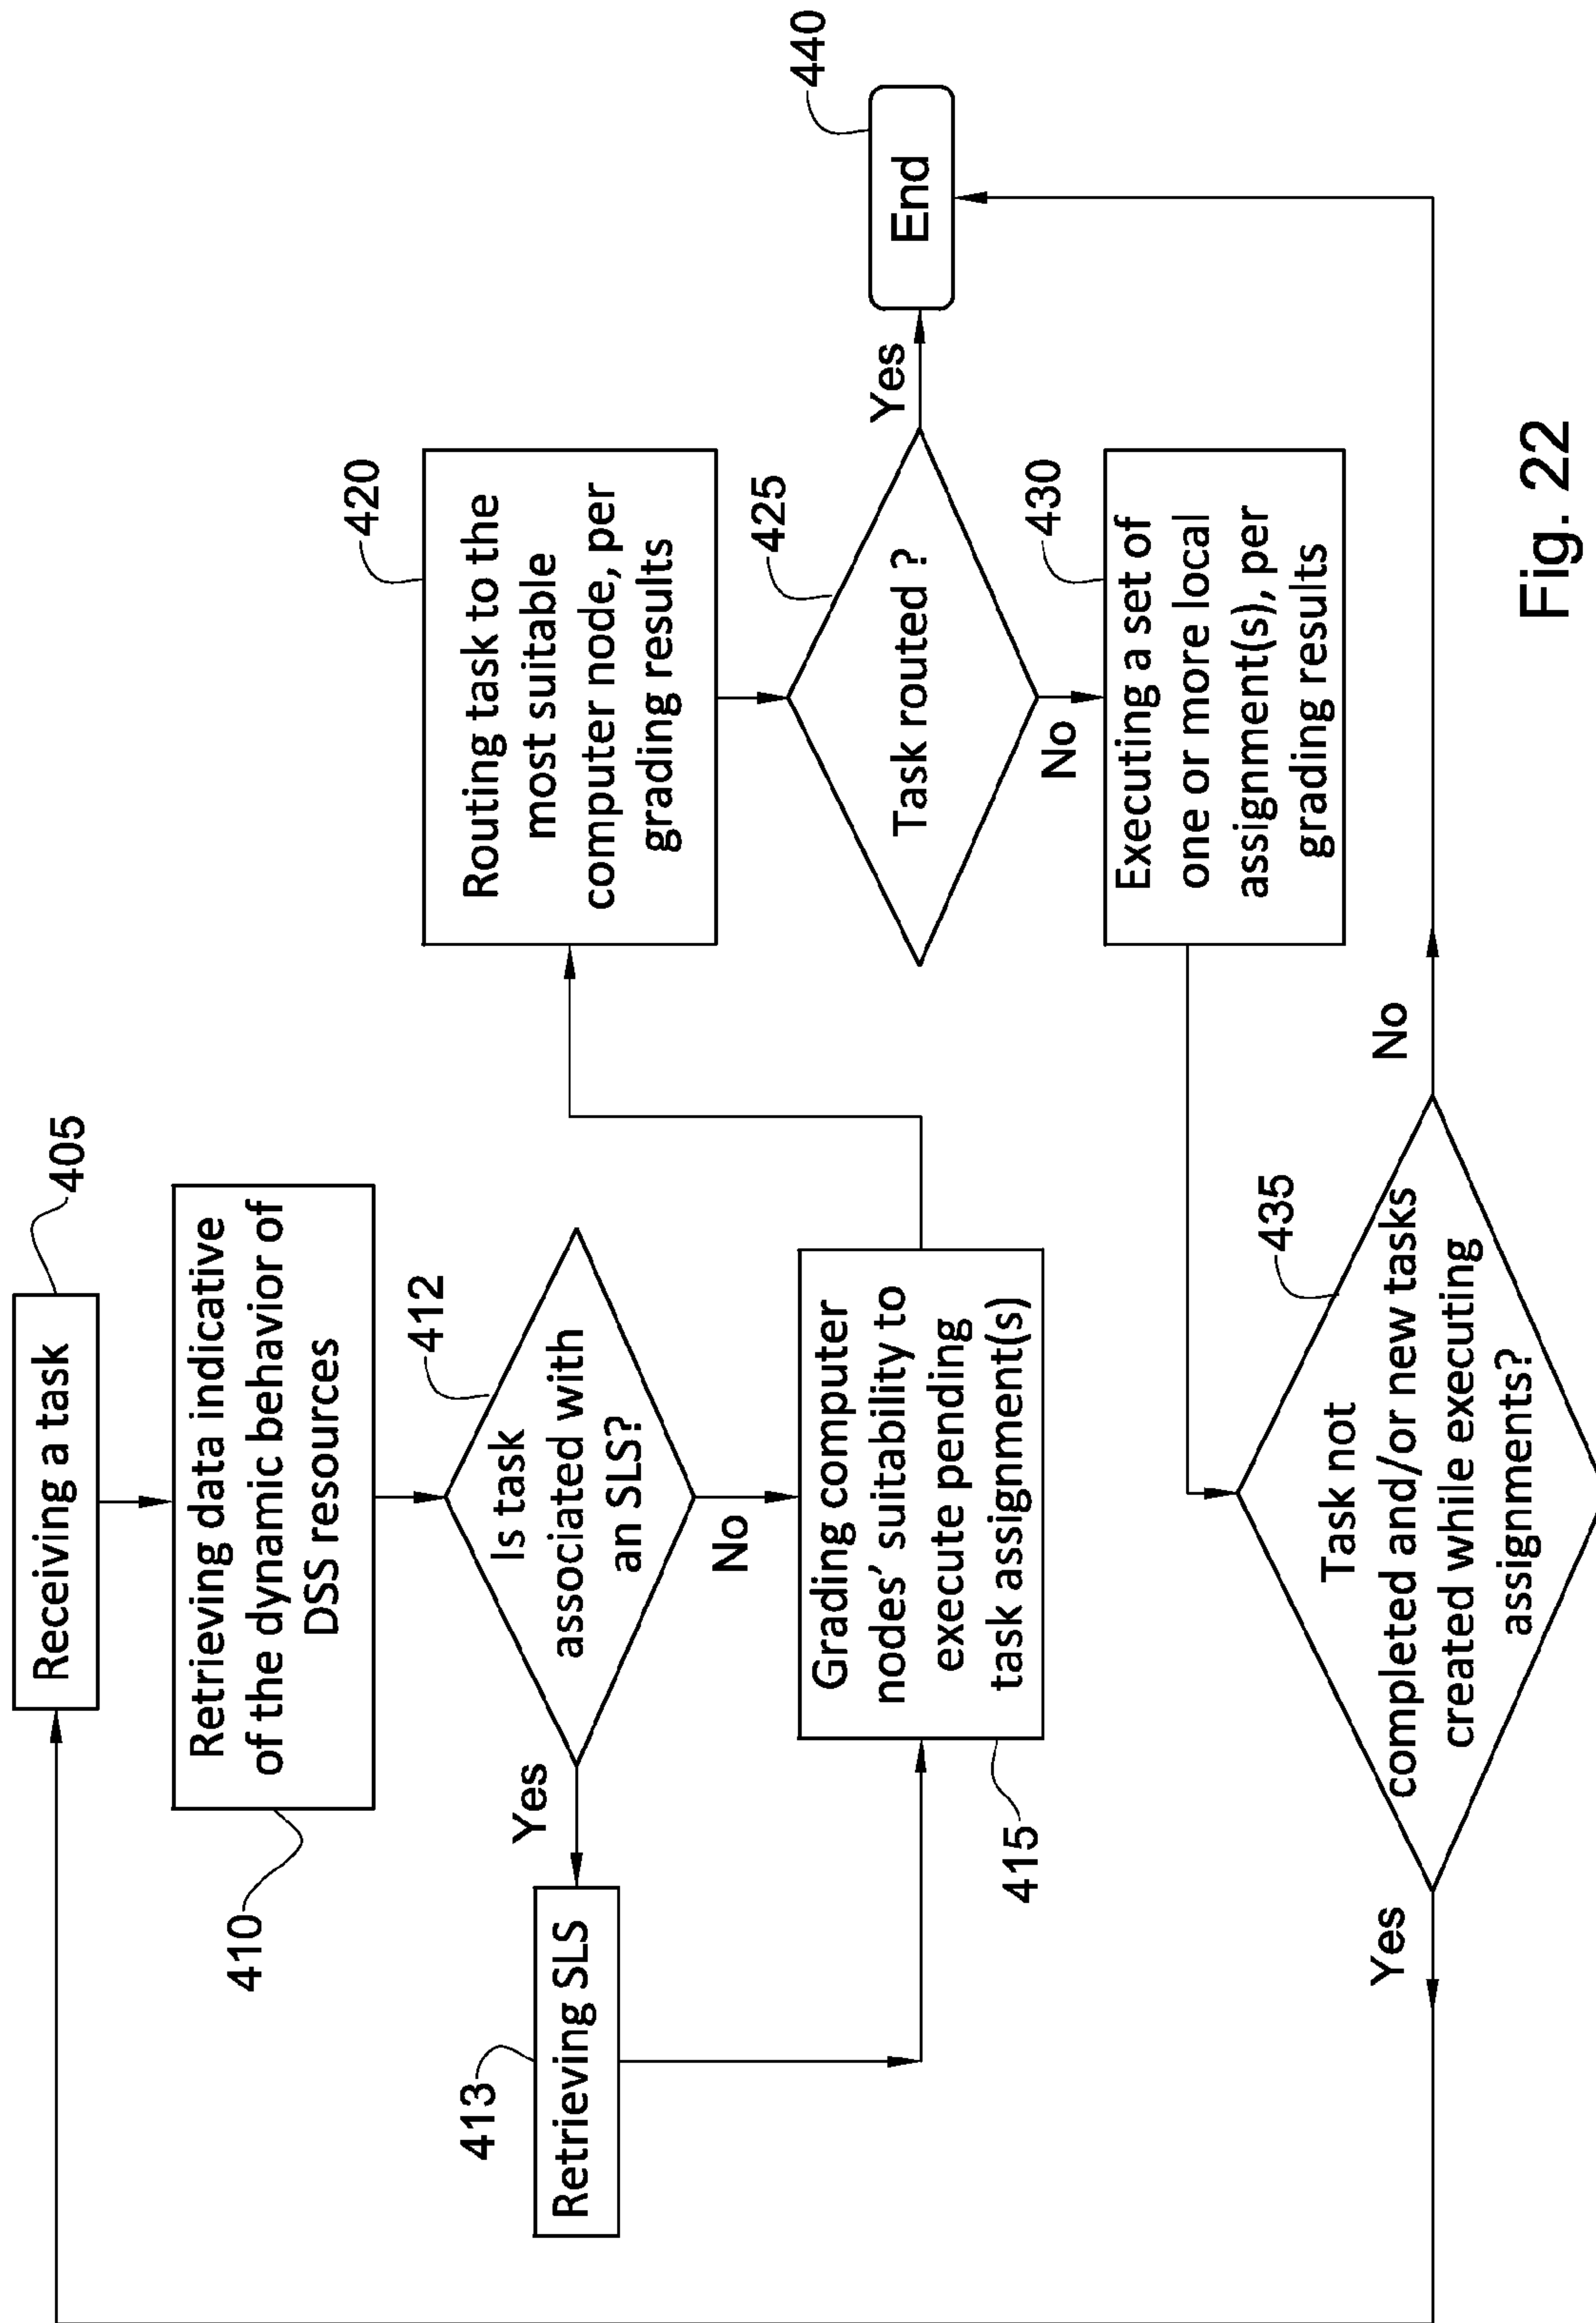 Receiving a task
405
Retrieving data indicative
of the dynamic behavior of
DSS resources
410
Is task
associated with
an SLS?
412
Yes
No
Retrieving SLS
413
Grading computer
nodes' suitability to
execute pending
task assignment(s)
415
Routing task to the
most suitable
computer node, per
grading results
420
Task routed ?
425
Yes
No
End
440
Executing a set of
one or more local
assignment(s), per
grading results
430
Task not
completed and/or new tasks
created while executing
assignments?
435
Yes
No
Fig. 22